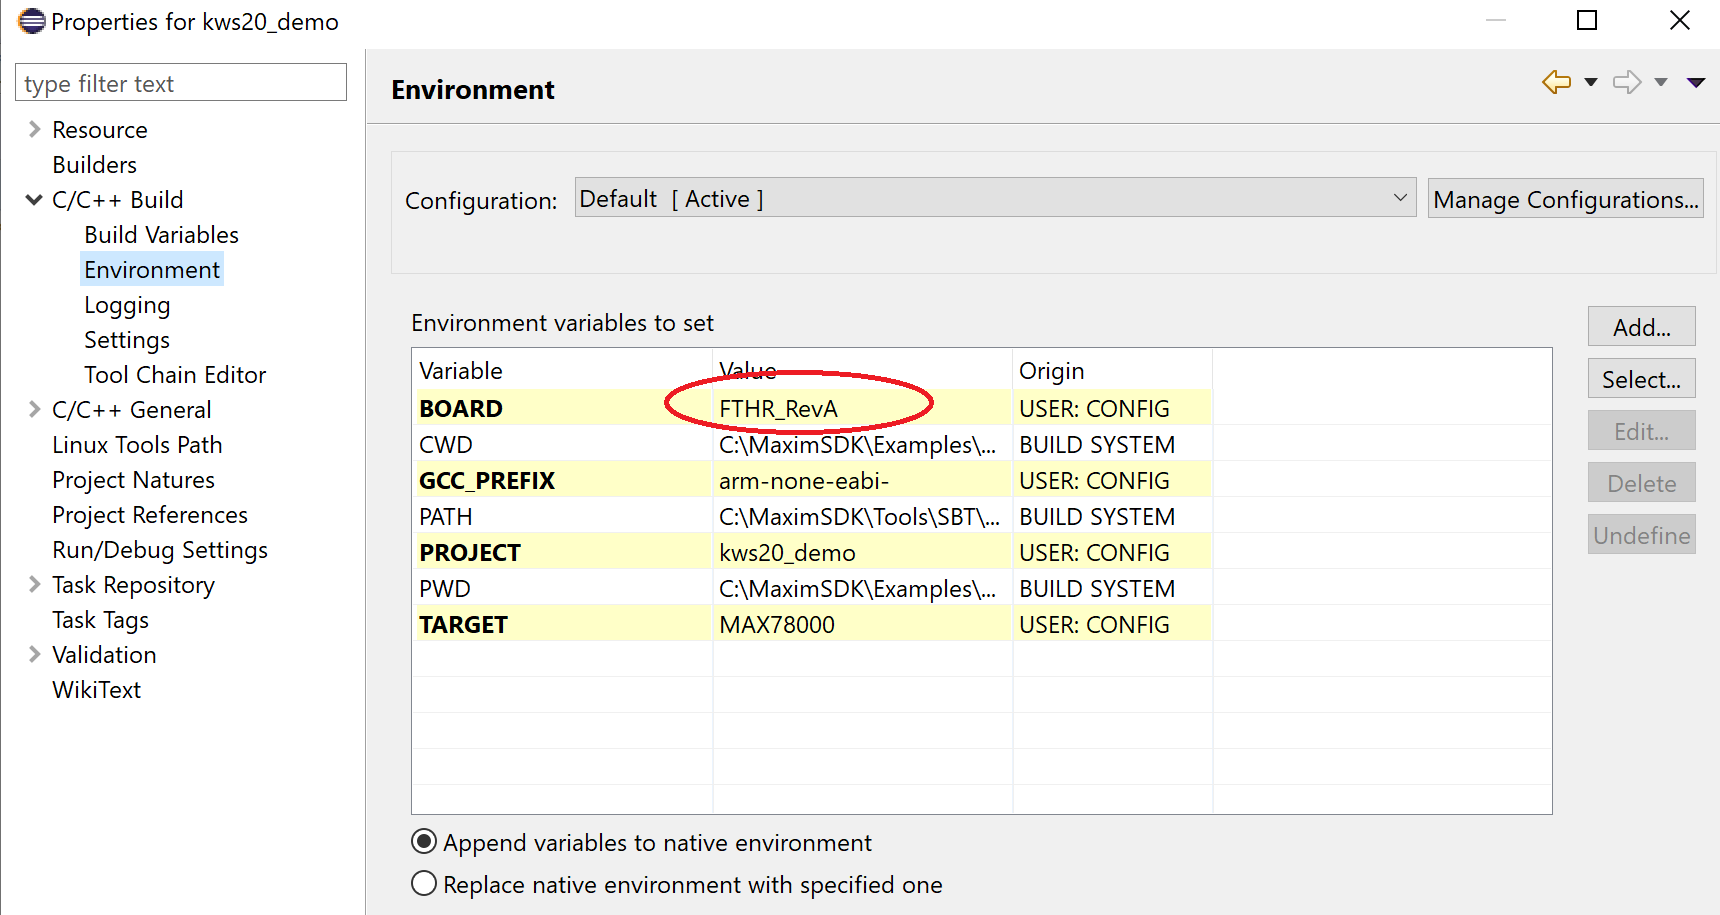 Properties for kws20_demo
type filter text
Resource
Builders
C/C++ Build
Build Variables
Environment
Logging
Settings
Tool Chain Editor
C/C++ General
Linux Tools Path
Project Natures
Project References
Run/Debug Settings
Task Repository
Task Tags
Validation
WikiText
Environment
Configuration: Default [ Active ] Manage Configurations...
Environment variables to set
Variable Value Origin
BOARD FTHR_RevA USER: CONFIG
CWD C:\MaximSDK\Examples\... BUILD SYSTEM
GCC_PREFIX arm-none-eabi- USER: CONFIG
PATH C:\MaximSDK\Tools\SBT\... BUILD SYSTEM
PROJECT kws20_demo USER: CONFIG
PWD C:\MaximSDK\Examples\... BUILD SYSTEM
TARGET MAX78000 USER: CONFIG
Add...
Select...
Edit...
Delete
Undefine
Append variables to native environment
Replace native environment with specified one